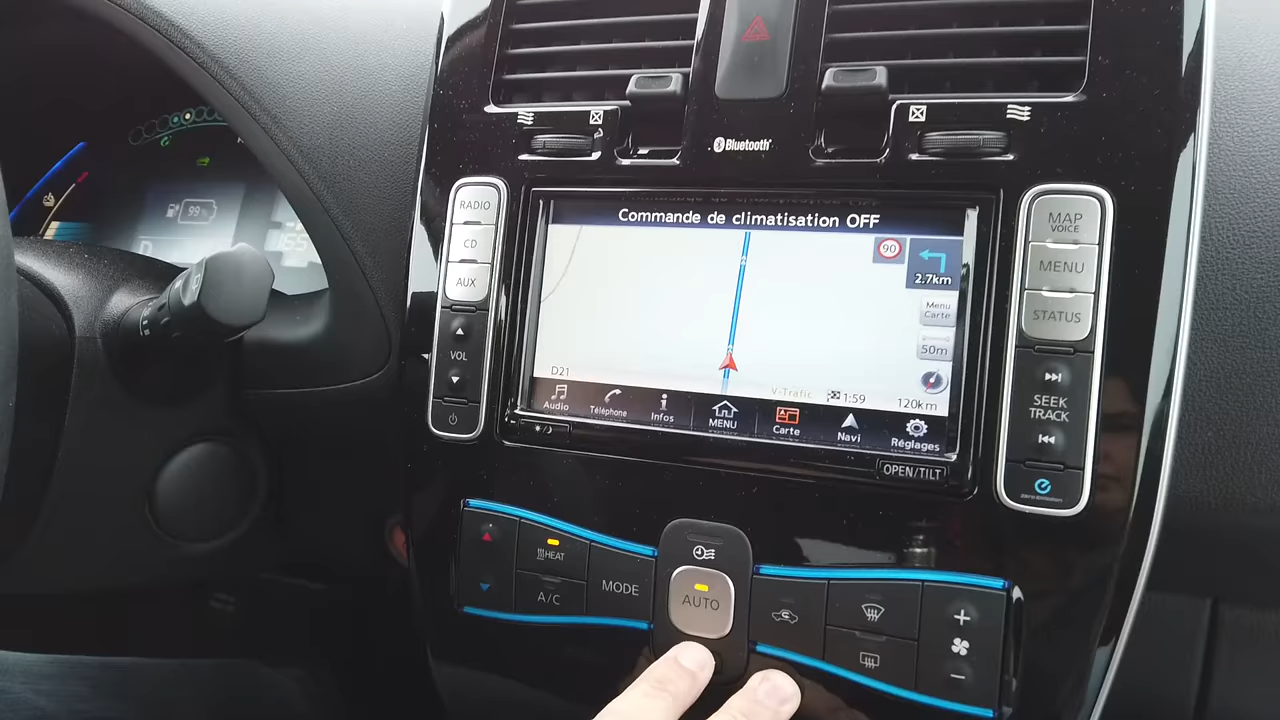 Bluetooth
99%
D
RADIO
CD
AUX
VOL
Commande de climatisation OFF
90
2.7km
Menu
Carte
50m
D21
V-Trafic
1:59
120km
Audio
Téléphone
Infos
MENU
Carte
Navi
Réglages
OPEN/TILT
MAP
VOICE
MENU
STATUS
SEEK
TRACK
zero emission
HEAT
A/C
MODE
AUTO
+
−